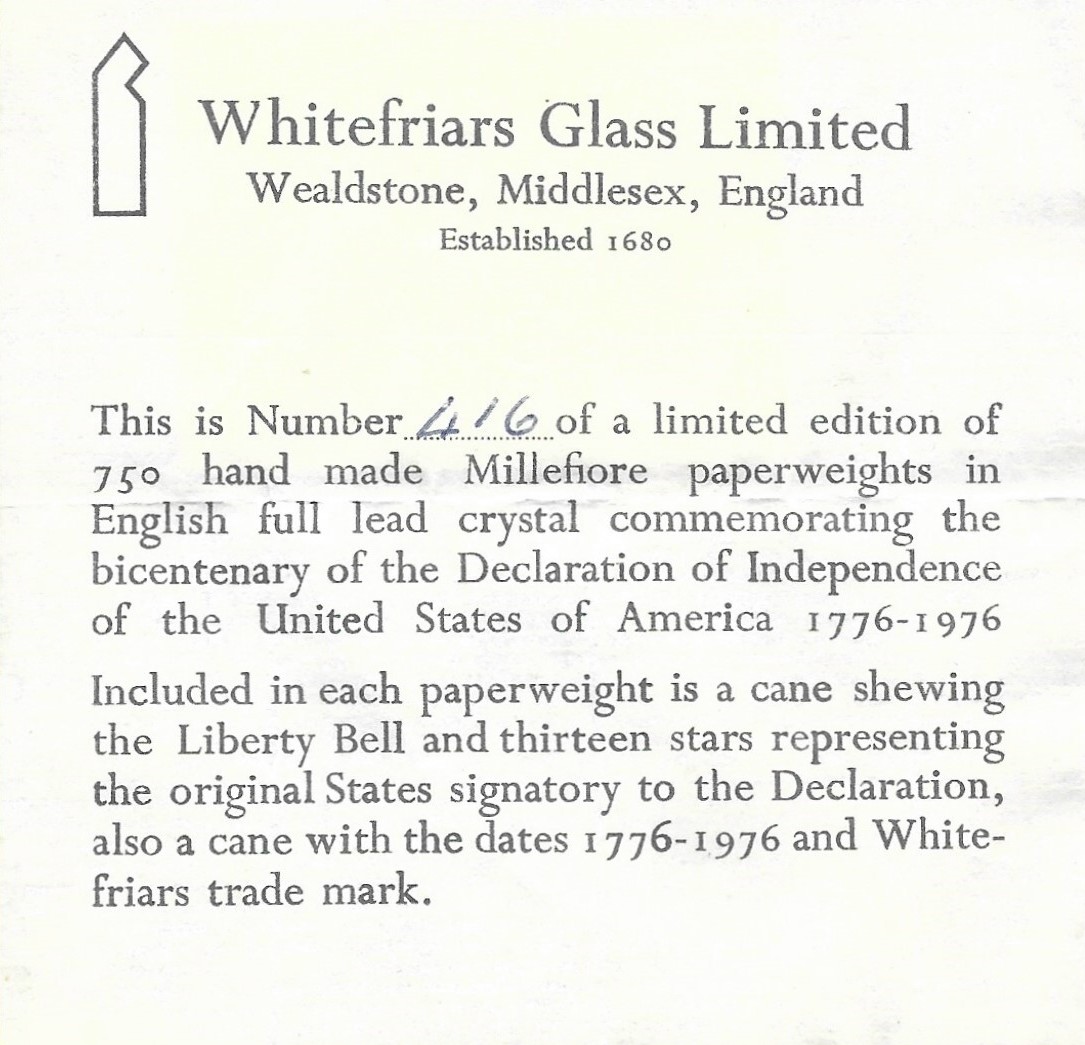 Whitefriars Glass Limited
Wealdstone, Middlesex, England
Established 1680
This is Number 416 of a limited edition of
750 hand made Millefiore paperweights in
English full lead crystal commemorating the
bicentenary of the Declaration of Independence
of the United States of America 1776-1976
Included in each paperweight is a cane shewing
the Liberty Bell and thirteen stars representing
the original States signatory to the Declaration,
also a cane with the dates 1776-1976 and White-
friars trade mark.